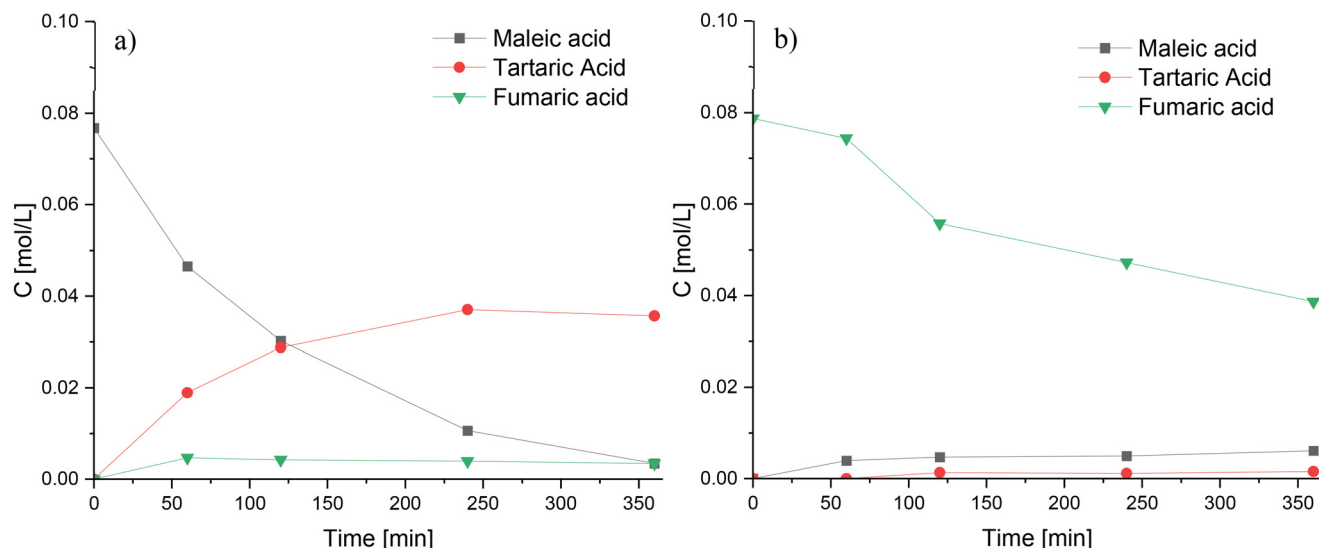 a)
Maleic acid
Tartaric Acid
Fumaric acid
0.10
0.08
0.06
0.04
0.02
0.00
C [mol/L]
0 50 100 150 200 250 300 350
Time [min]
b)
Maleic acid
Tartaric Acid
Fumaric acid
0.10
0.08
0.06
0.04
0.02
0.00
C [mol/L]
0 50 100 150 200 250 300 350
Time [min]